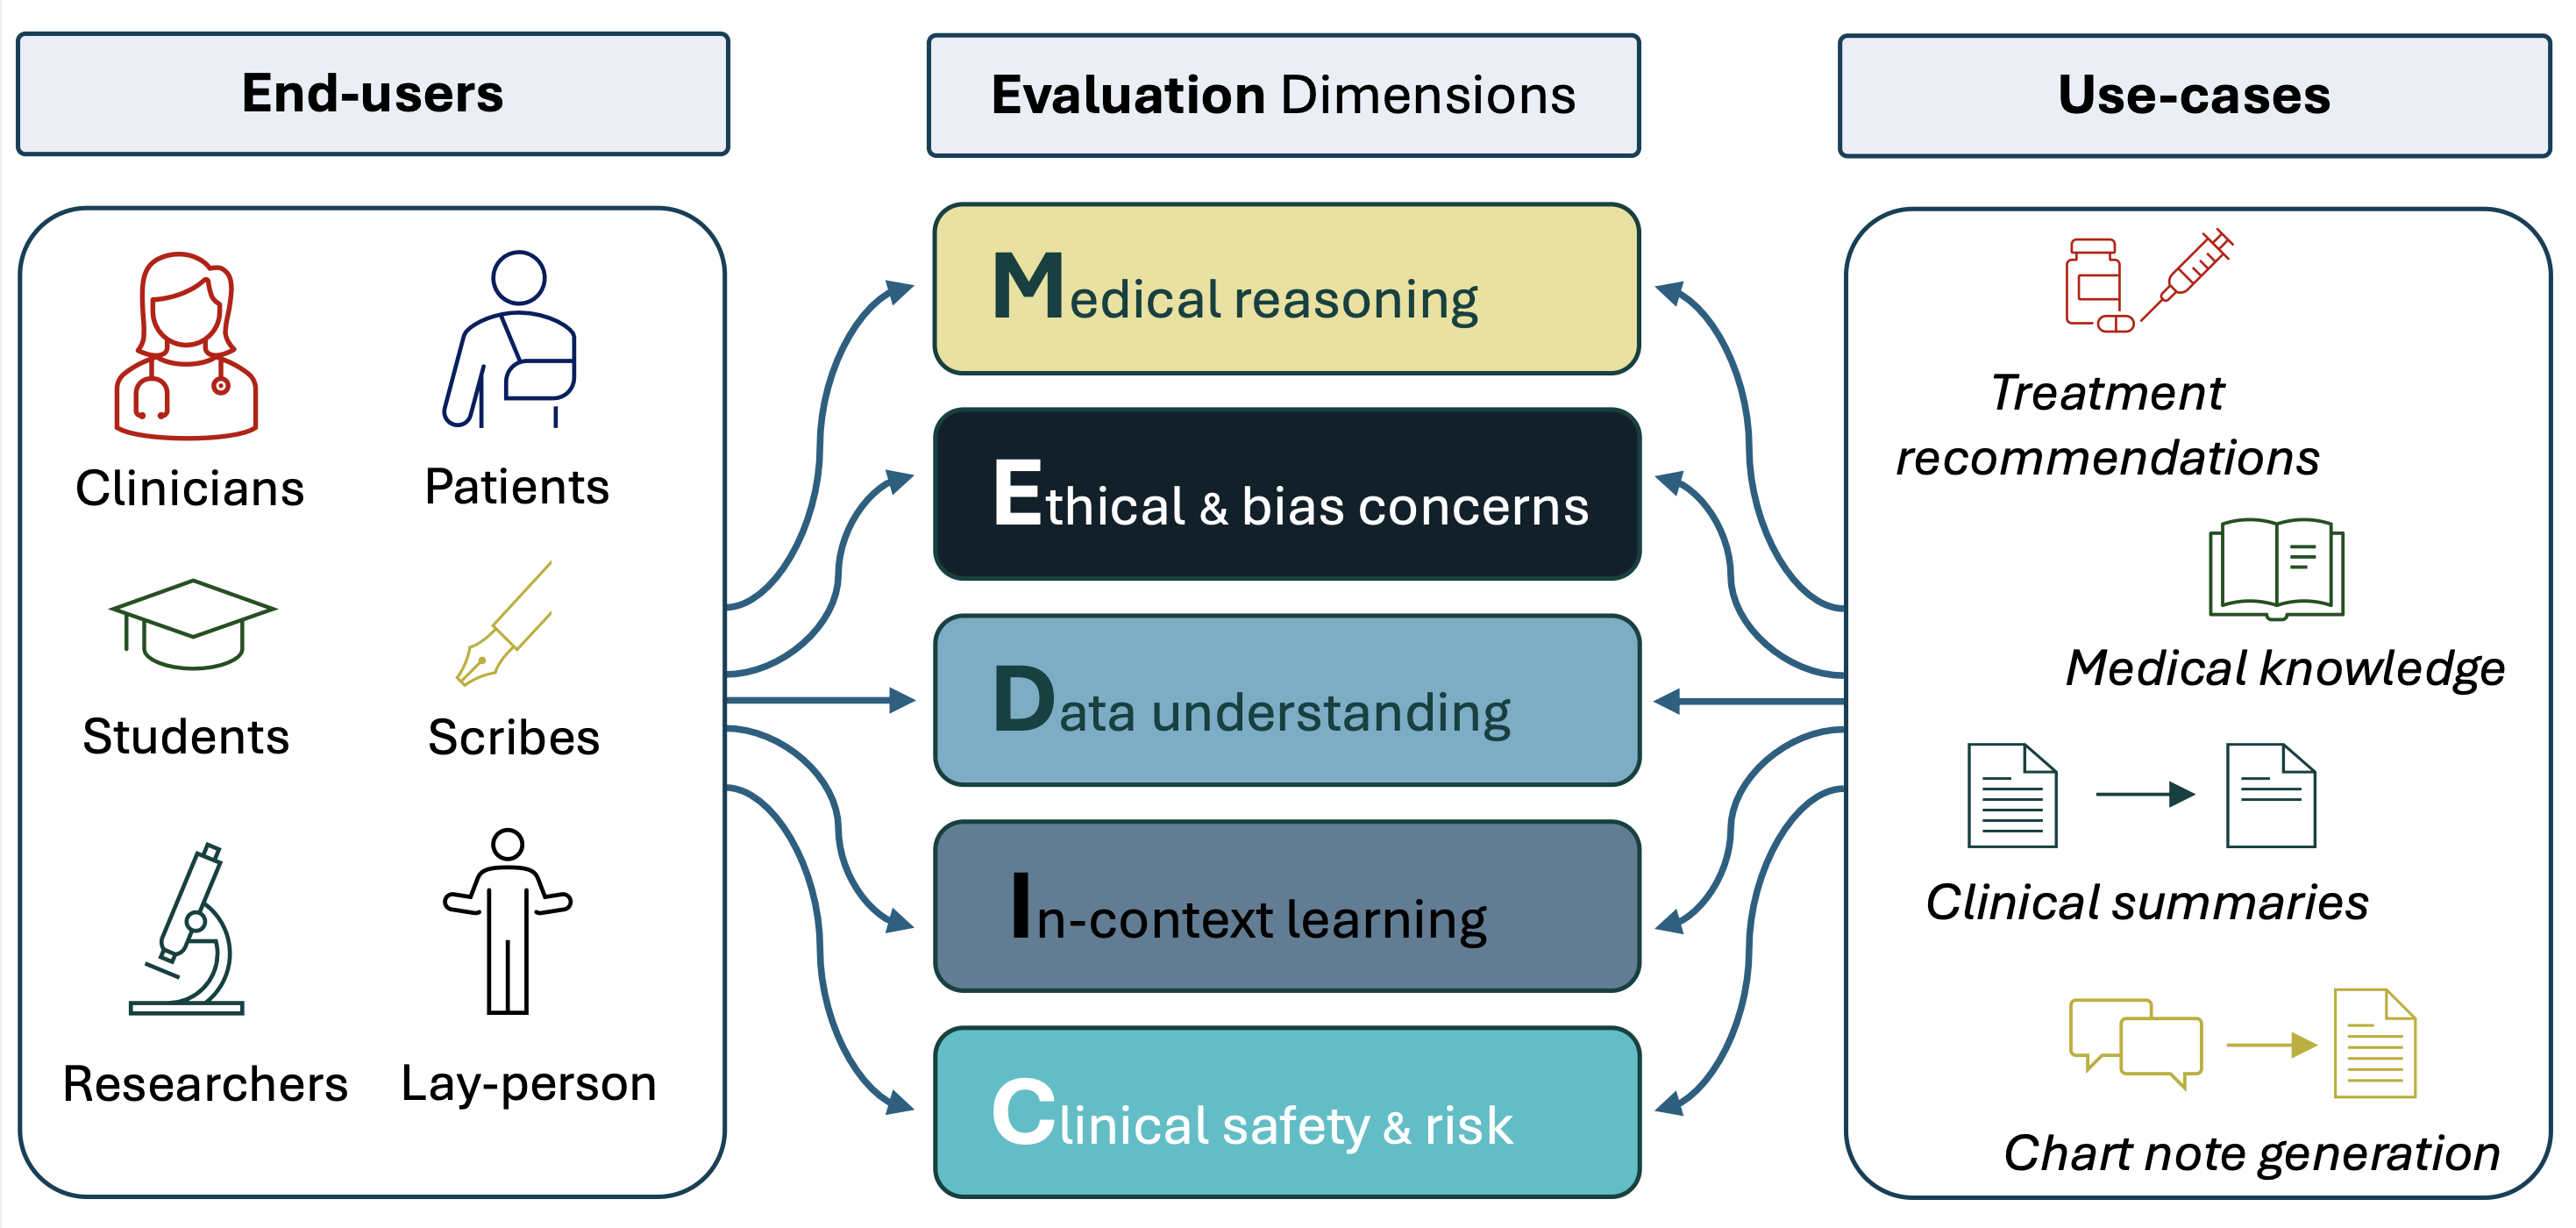 End-users
Clinicians
Patients
Students
Scribes
Researchers
Lay-person
Evaluation Dimensions
Medical reasoning
Ethical & bias concerns
Data understanding
In-context learning
Clinical safety & risk
Use-cases
Treatment
recommendations
Medical knowledge
Clinical summaries
Chart note generation